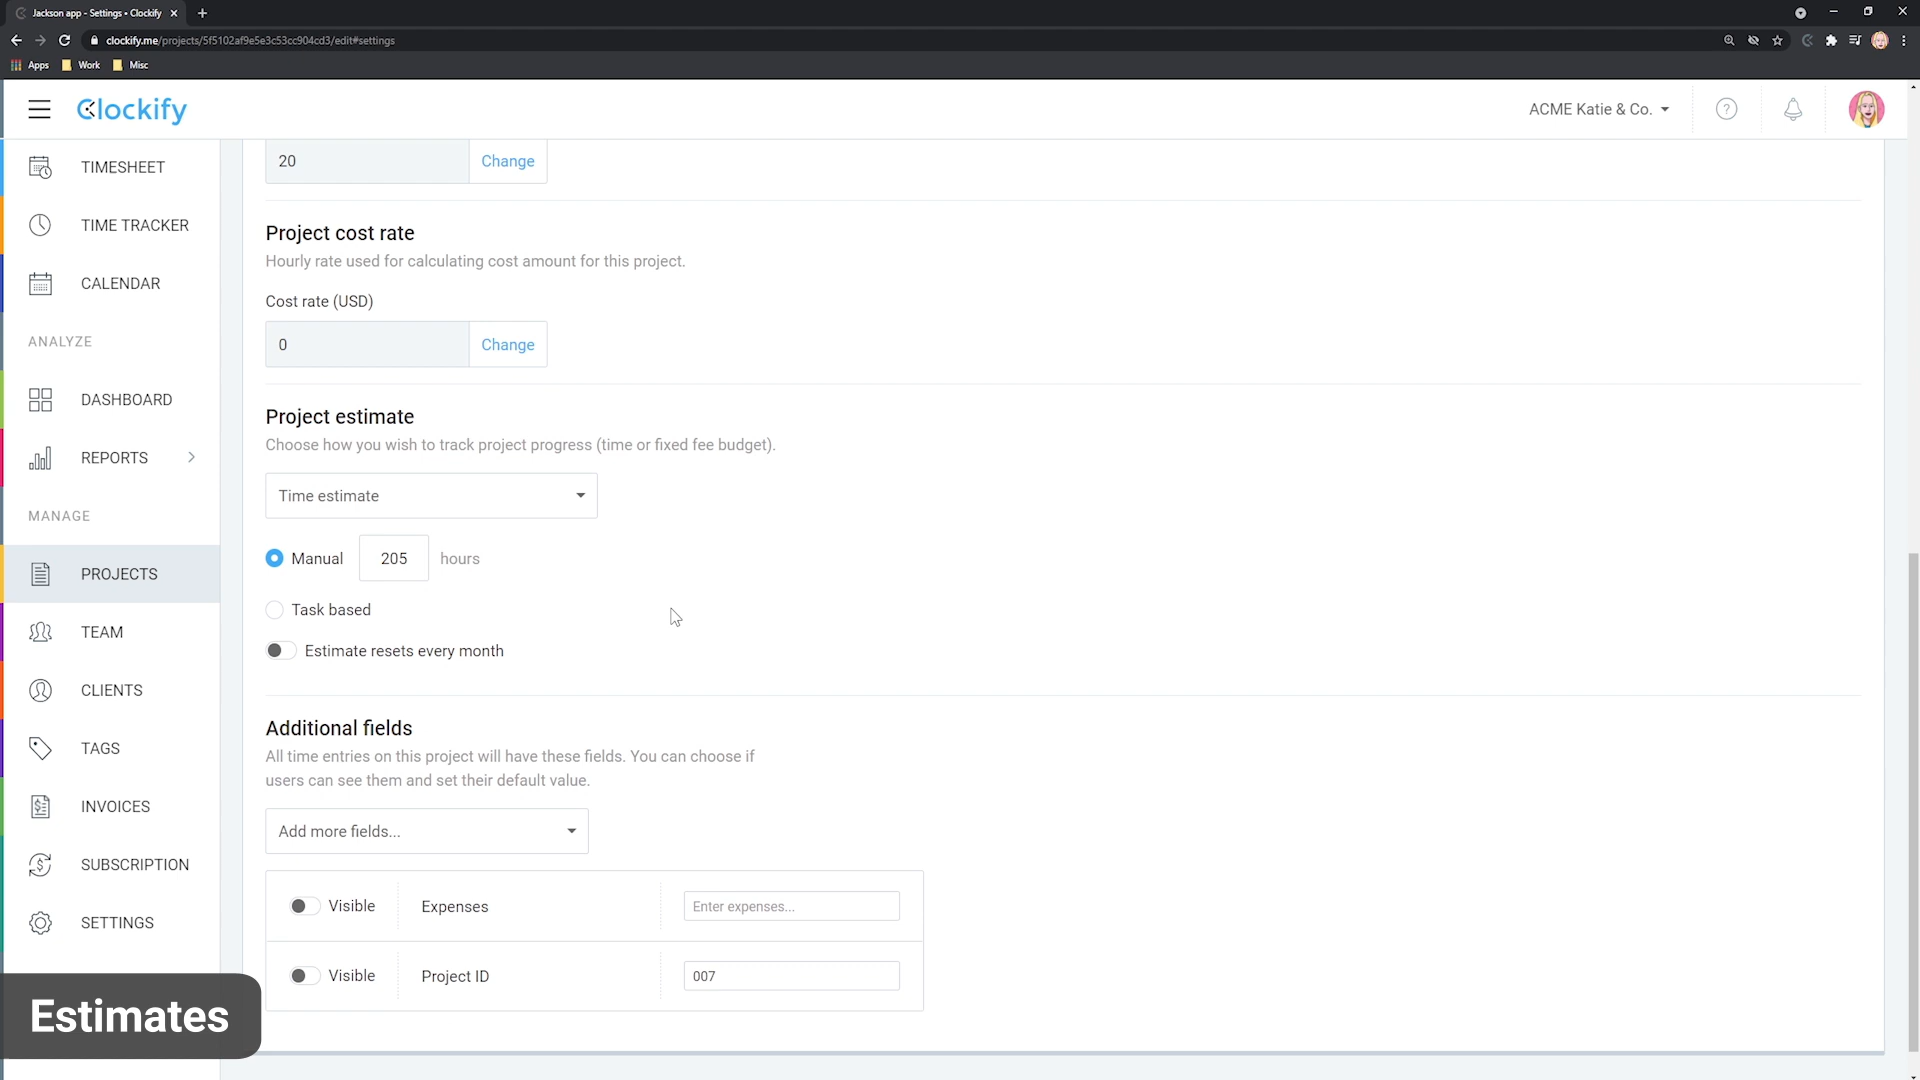 Jackson app - Settings • Clockify
clockify.me/projects/5f5102af9e5e3c53cc904cd3/edit#settings
Apps
Work
Misc
Clockify
ACME Katie & Co.
TIMESHEET
TIME TRACKER
CALENDAR
ANALYZE
DASHBOARD
REPORTS
MANAGE
PROJECTS
TEAM
CLIENTS
TAGS
INVOICES
SUBSCRIPTION
SETTINGS
20 Change
Project cost rate
Hourly rate used for calculating cost amount for this project.
Cost rate (USD)
0 Change
Project estimate
Choose how you wish to track project progress (time or fixed fee budget).
Time estimate
Manual 205 hours
Task based
Estimate resets every month
Additional fields
All time entries on this project will have these fields. You can choose if
users can see them and set their default value.
Add more fields...
Visible Expenses Enter expenses...
Visible Project ID 007
Estimates